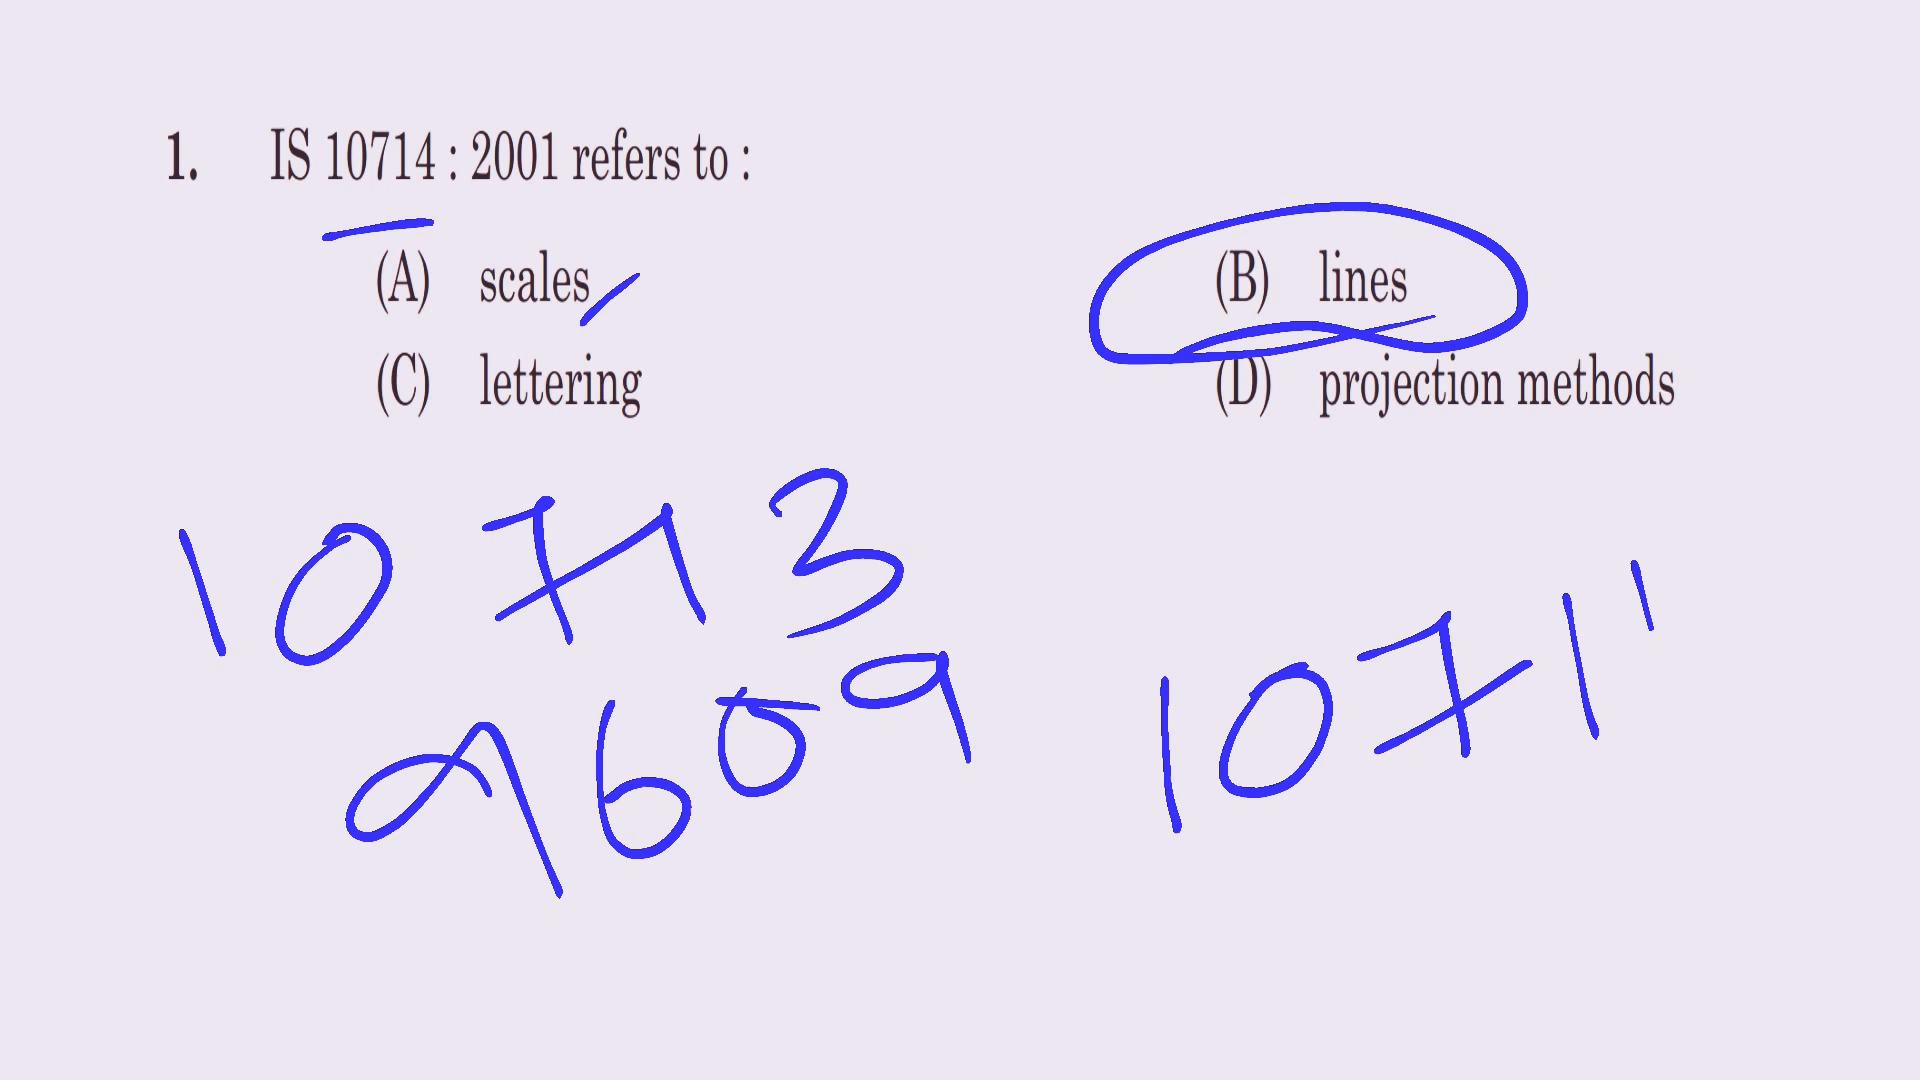 1. IS 10714 : 2001 refers to :
(A) scales (B) lines
(C) lettering (D) projection methods
10713
9609
10711